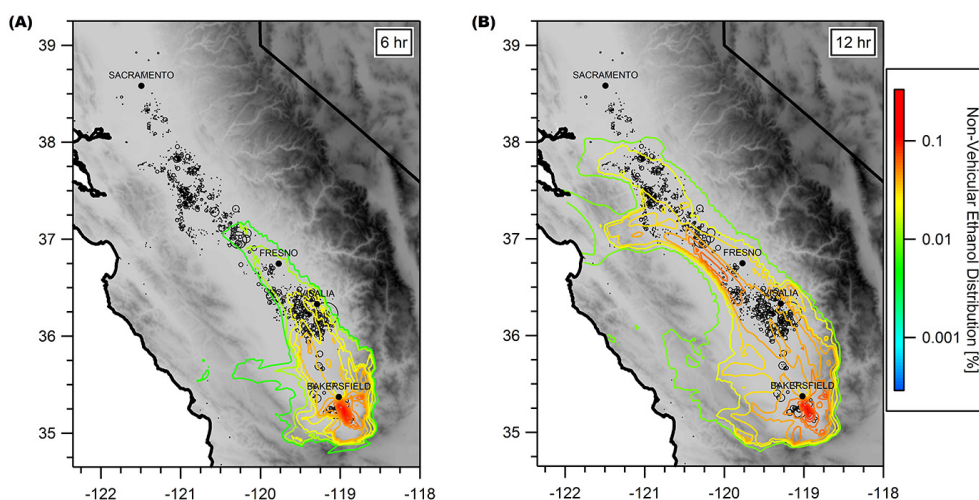 (A)
6 hr
39
38
37
36
35
-122
-121
-120
-119
-118
SACRAMENTO
FRESNO
VISALIA
BAKERSFIELD
(B)
12 hr
39
38
37
36
35
-122
-121
-120
-119
-118
SACRAMENTO
FRESNO
VISALIA
BAKERSFIELD
0.1
0.01
0.001
Non-Vehicular Ethanol Distribution [%]